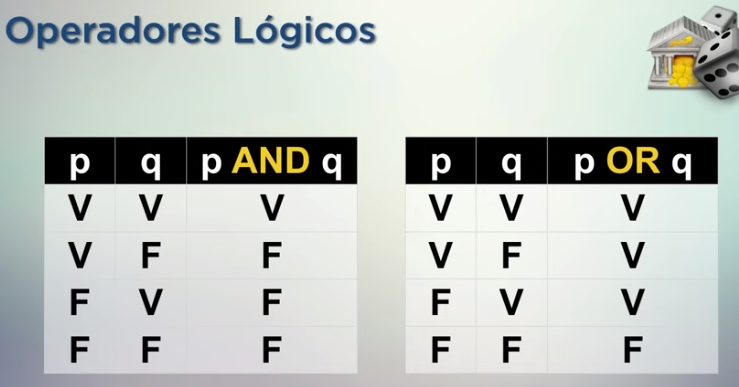 Operadores Lógicos
p q p AND q
V V V
V F F
F V F
F F F
p q p OR q
V V V
V F V
F V V
F F F